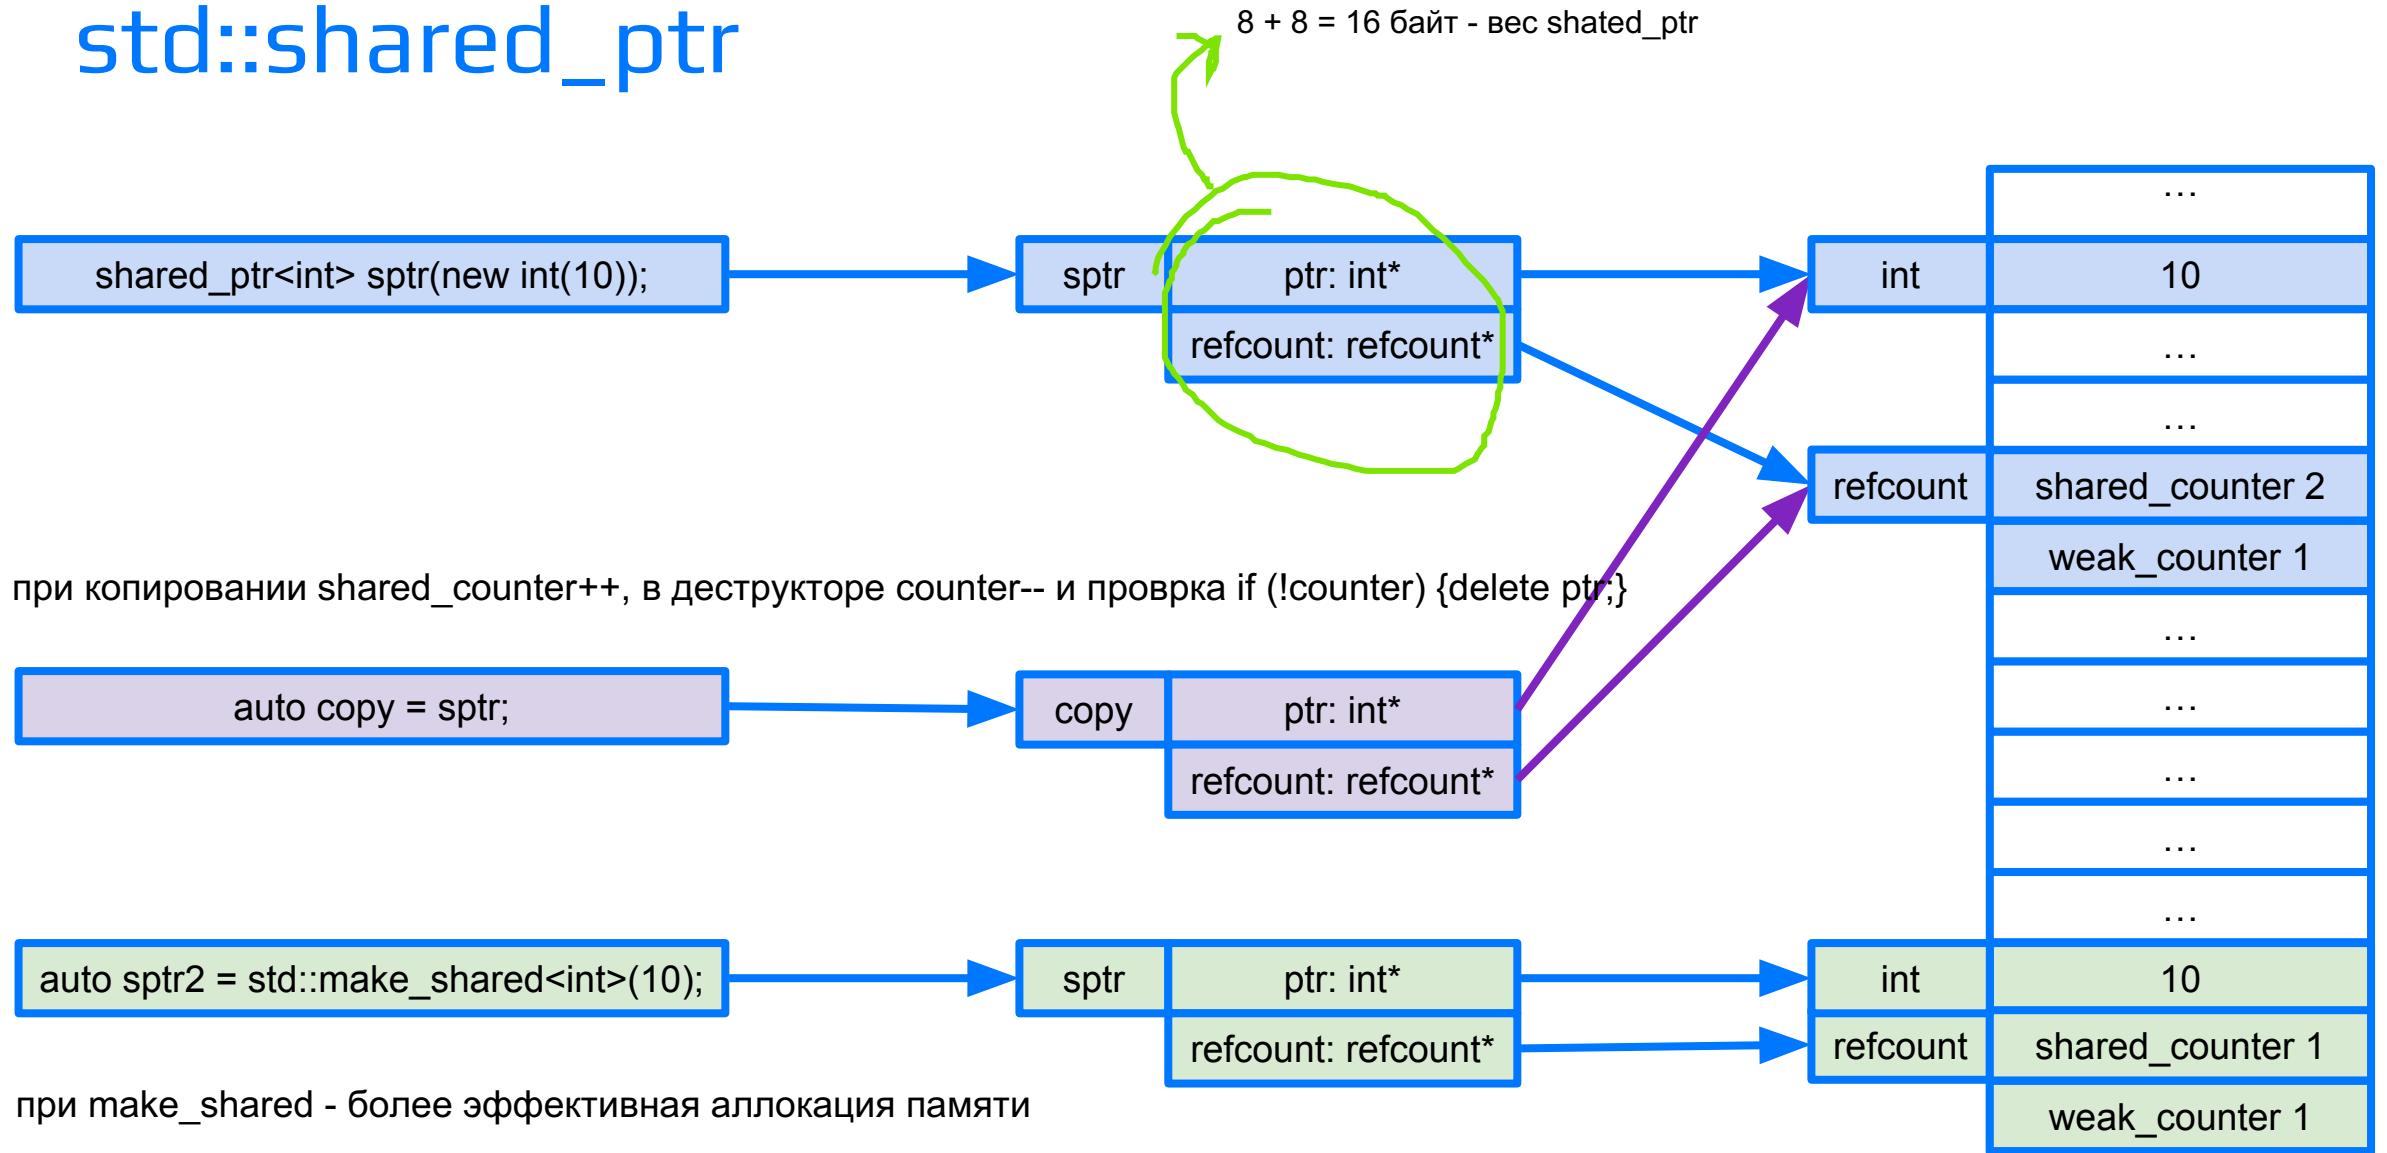 std::shared_ptr
8 + 8 = 16 байт - вес shated_ptr
…
shared_ptr<int> sptr(new int(10));
sptr
ptr: int*
int
10
refcount: refcount*
…
…
refcount
shared_counter 2
weak_counter 1
при копировании shared_counter++, в деструкторе counter-- и проврка if (!counter) {delete ptr;}
…
auto copy = sptr;
copy
ptr: int*
…
refcount: refcount*
…
…
…
auto sptr2 = std::make_shared<int>(10);
sptr
ptr: int*
int
10
refcount: refcount*
refcount
shared_counter 1
при make_shared - более эффективная аллокация памяти
weak_counter 1